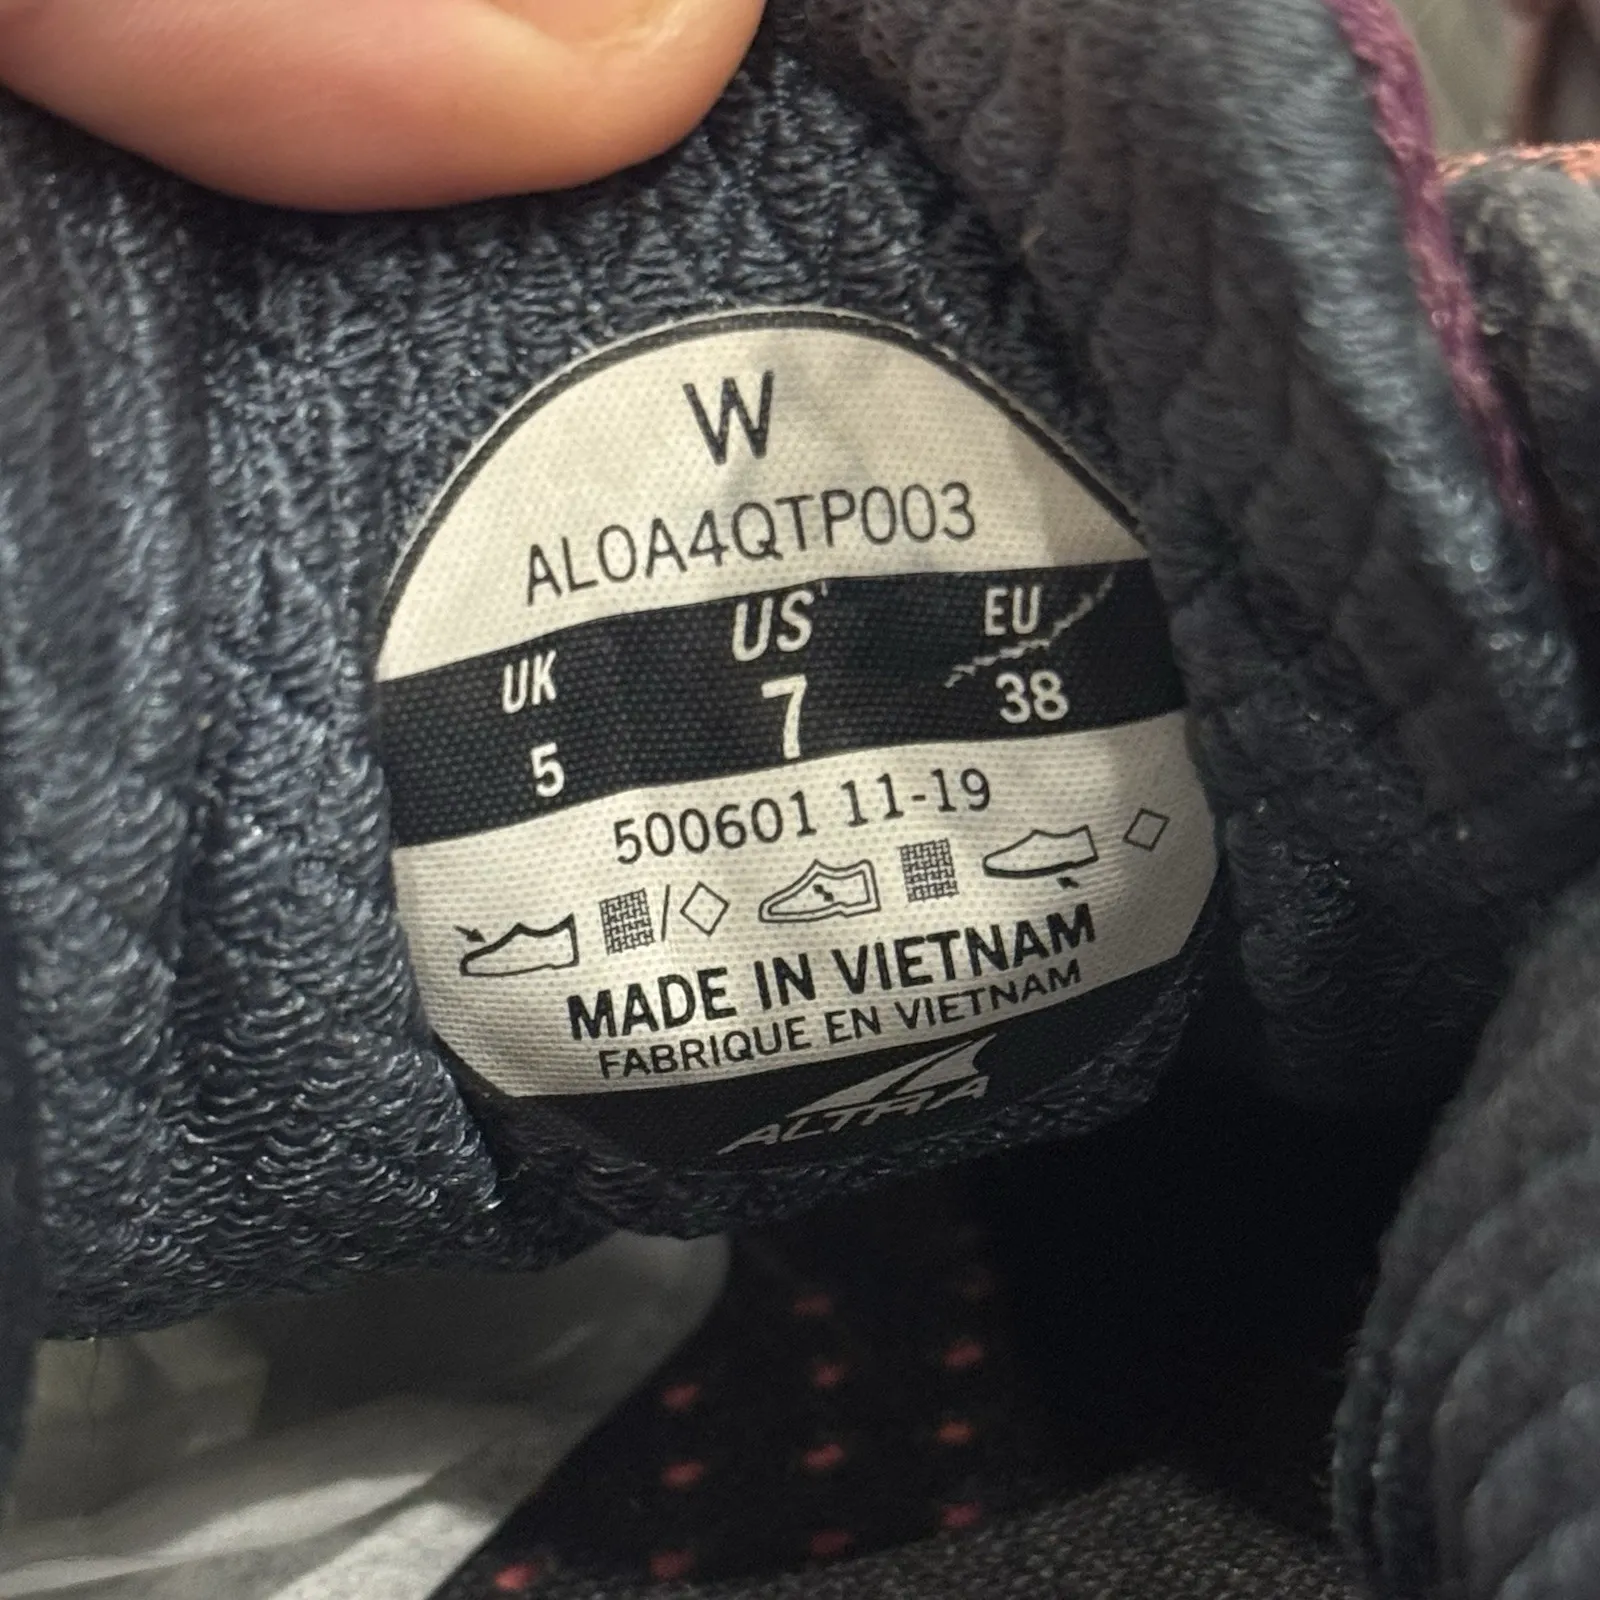 W
AL0A4QTP003
UK US EU
5 7 38
500601 11-19
/
MADE IN VIETNAM
FABRIQUE EN VIETNAM
ALTRA